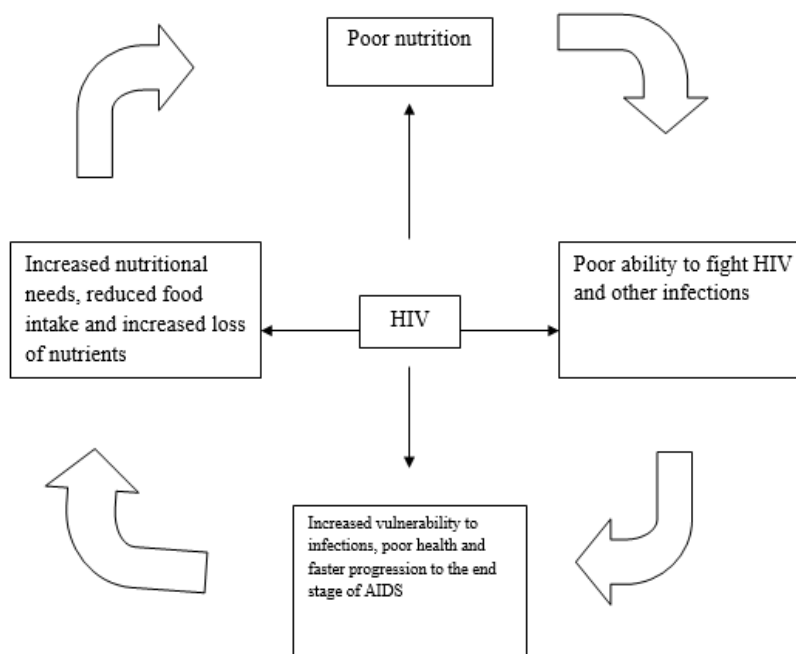 Poor nutrition
Increased nutritional
needs, reduced food
intake and increased loss
of nutrients
HIV
Poor ability to fight HIV
and other infections
Increased vulnerability to
infections, poor health and
faster progression to the end
stage of AIDS